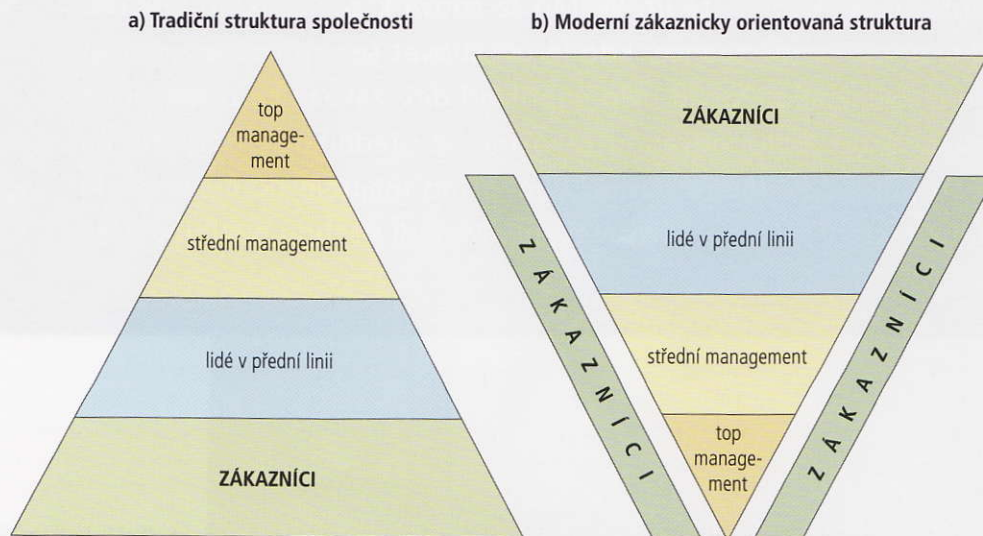 a) Tradiční struktura společnosti
top
manage-
ment
střední management
lidé v přední linii
ZÁKAZNÍCI
b) Moderní zákaznicky orientovaná struktura
ZÁKAZNÍCI
lidé v přední linii
střední management
top
manage-
ment
ZÁKAZNÍCI
ZÁKAZNÍCI